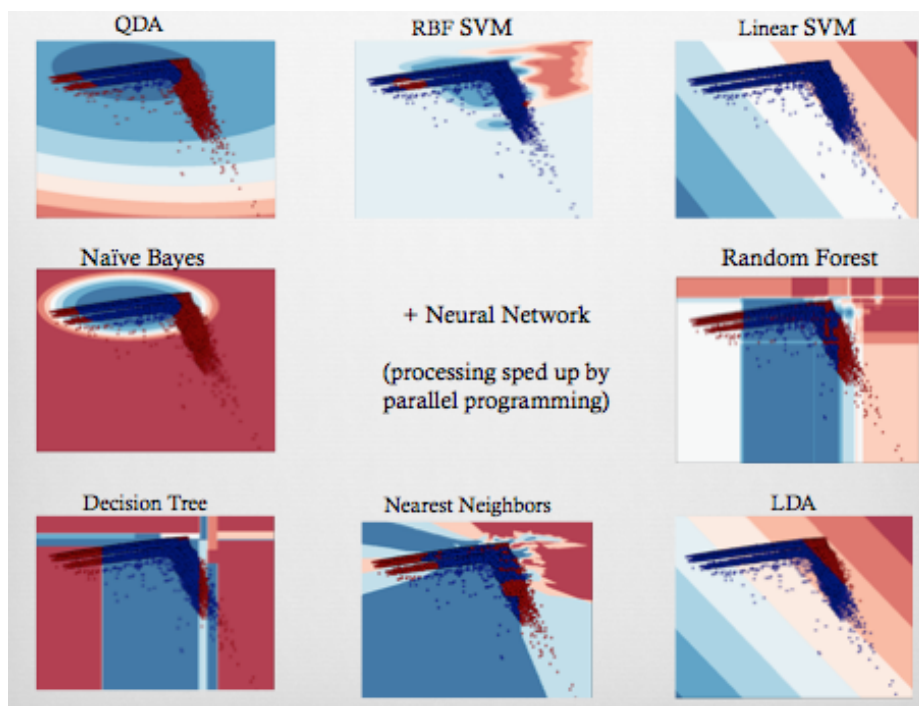 QDA
RBF SVM
Linear SVM
Naïve Bayes
Random Forest
+ Neural Network
(processing sped up by
parallel programming)
Decision Tree
Nearest Neighbors
LDA